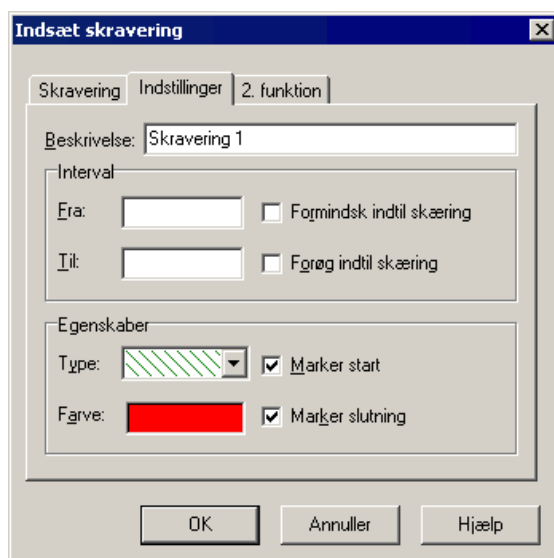 Indsæt skravering
Skravering Indstillinger 2. funktion
Beskrivelse: Skravering 1
Interval
Fra: Formindsk indtil skæring
Til: Forøg indtil skæring
Egenskaber
Type: Marker start
Farve: Marker slutning
OK Annuller Hjælp